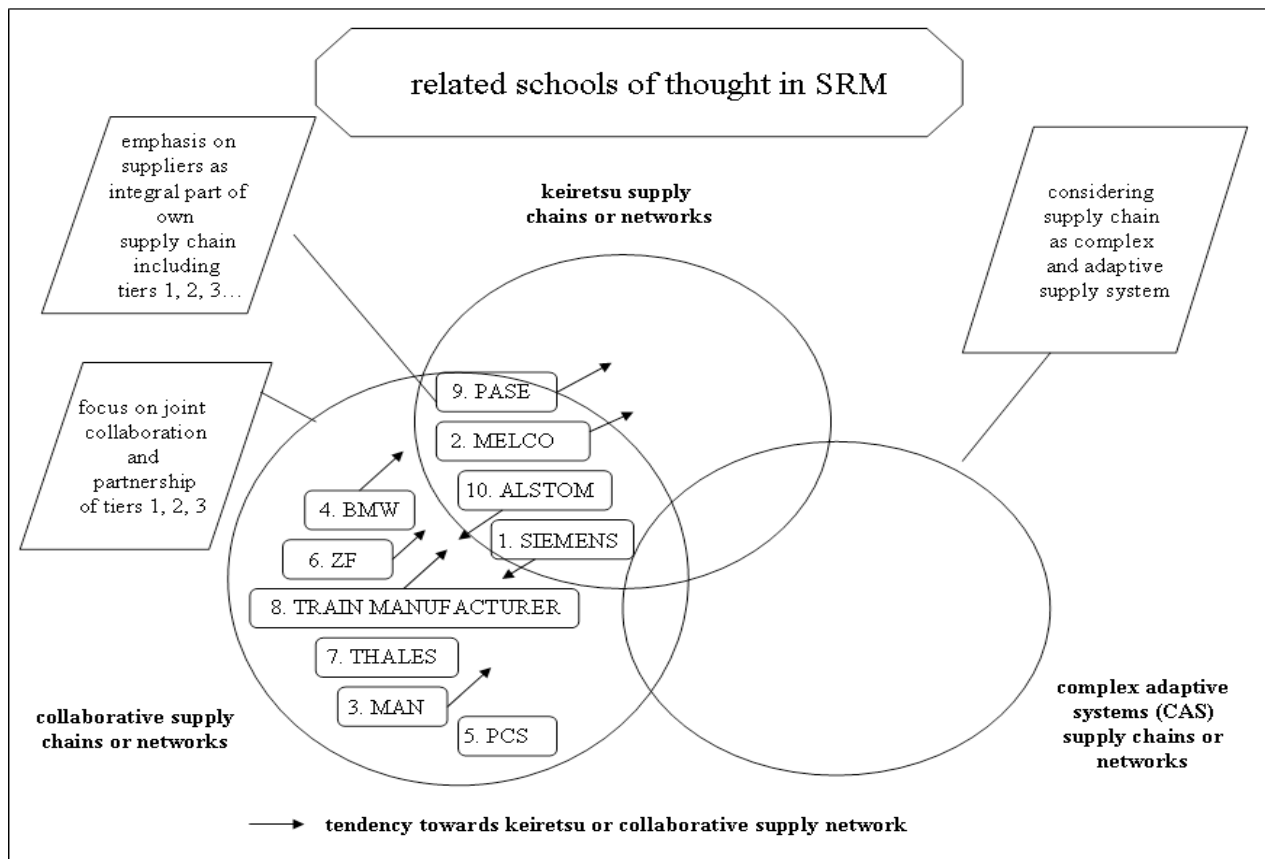 related schools of thought in SRM
emphasis on
suppliers as
integral part of
own
supply chain
including
tiers 1, 2, 3…
keiretsu supply
chains or networks
considering
supply chain
as complex
and adaptive
supply system
focus on joint
collaboration
and
partnership
of tiers 1, 2, 3
9. PASE
2. MELCO
10. ALSTOM
4. BMW
1. SIEMENS
6. ZF
8. TRAIN MANUFACTURER
7. THALES
3. MAN
5. PCS
collaborative supply
chains or networks
complex adaptive
systems (CAS)
supply chains or
networks
tendency towards keiretsu or collaborative supply network